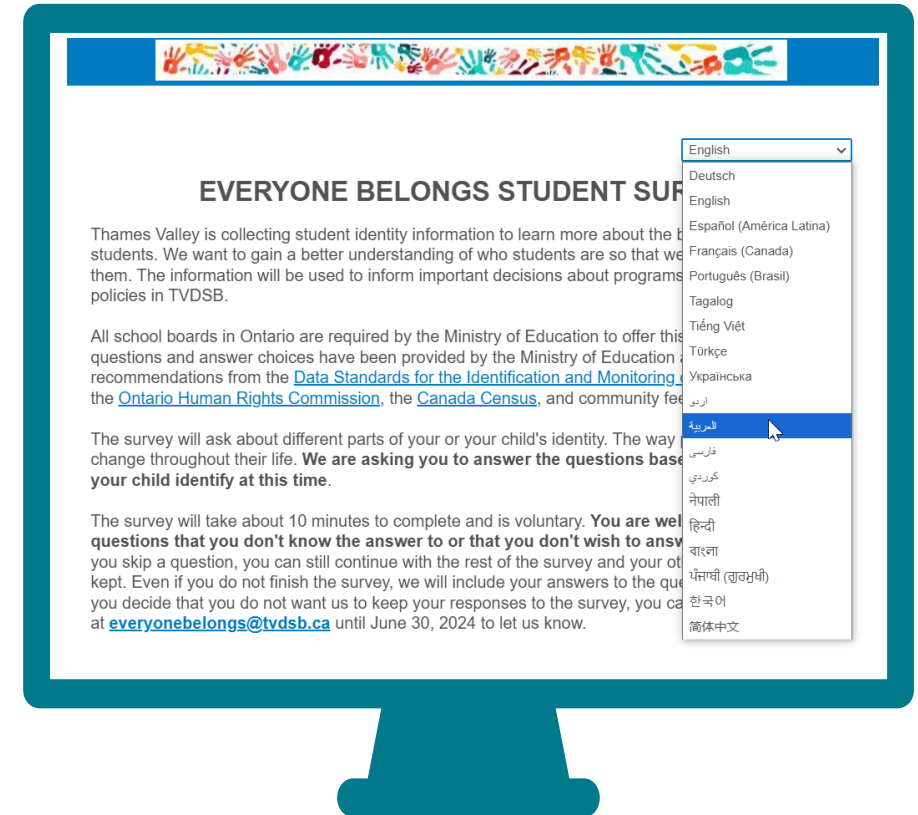 English
EVERYONE BELONGS STUDENT SUR
Thames Valley is collecting student identity information to learn more about the b
students. We want to gain a better understanding of who students are so that we
them. The information will be used to inform important decisions about programs
policies in TVDSB.
All school boards in Ontario are required by the Ministry of Education to offer this
questions and answer choices have been provided by the Ministry of Education
recommendations from the Data Standards for the Identification and Monitoring
the Ontario Human Rights Commission, the Canada Census, and community fee
The survey will ask about different parts of your or your child's identity. The way
change throughout their life. We are asking you to answer the questions base
your child identify at this time.
The survey will take about 10 minutes to complete and is voluntary. You are wel
questions that you don't know the answer to or that you don't wish to answ
you skip a question, you can still continue with the rest of the survey and your ot
kept. Even if you do not finish the survey, we will include your answers to the que
you decide that you do not want us to keep your responses to the survey, you ca
at everyonebelongs@tvdsb.ca until June 30, 2024 to let us know.
Deutsch
English
Español (América Latina)
Français (Canada)
Português (Brasil)
Tagalog
Tiếng Việt
Türkçe
Українська
اردو
العربية
فارسی
کوردي
नेपाली
हिन्दी
বাংলা
ਪੰਜਾਬੀ (ਗੁਰਮੁਖੀ)
한국어
简体中文